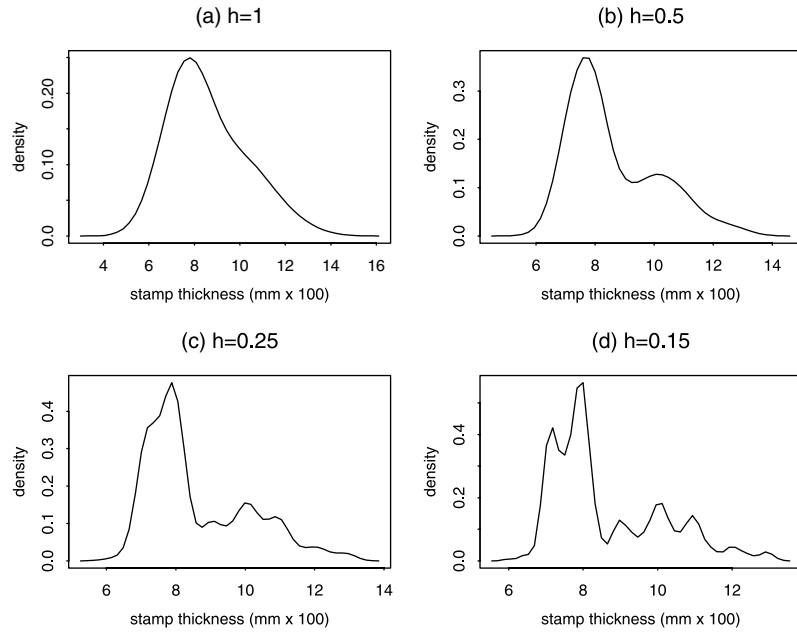 (a) h=1
density
0.0 0.10 0.20
4 6 8 10 12 14 16
stamp thickness (mm x 100)
(b) h=0.5
density
0.0 0.1 0.2 0.3
6 8 10 12 14
stamp thickness (mm x 100)
(c) h=0.25
density
0.0 0.1 0.2 0.3 0.4
6 8 10 12 14
stamp thickness (mm x 100)
(d) h=0.15
density
0.0 0.2 0.4
6 8 10 12
stamp thickness (mm x 100)